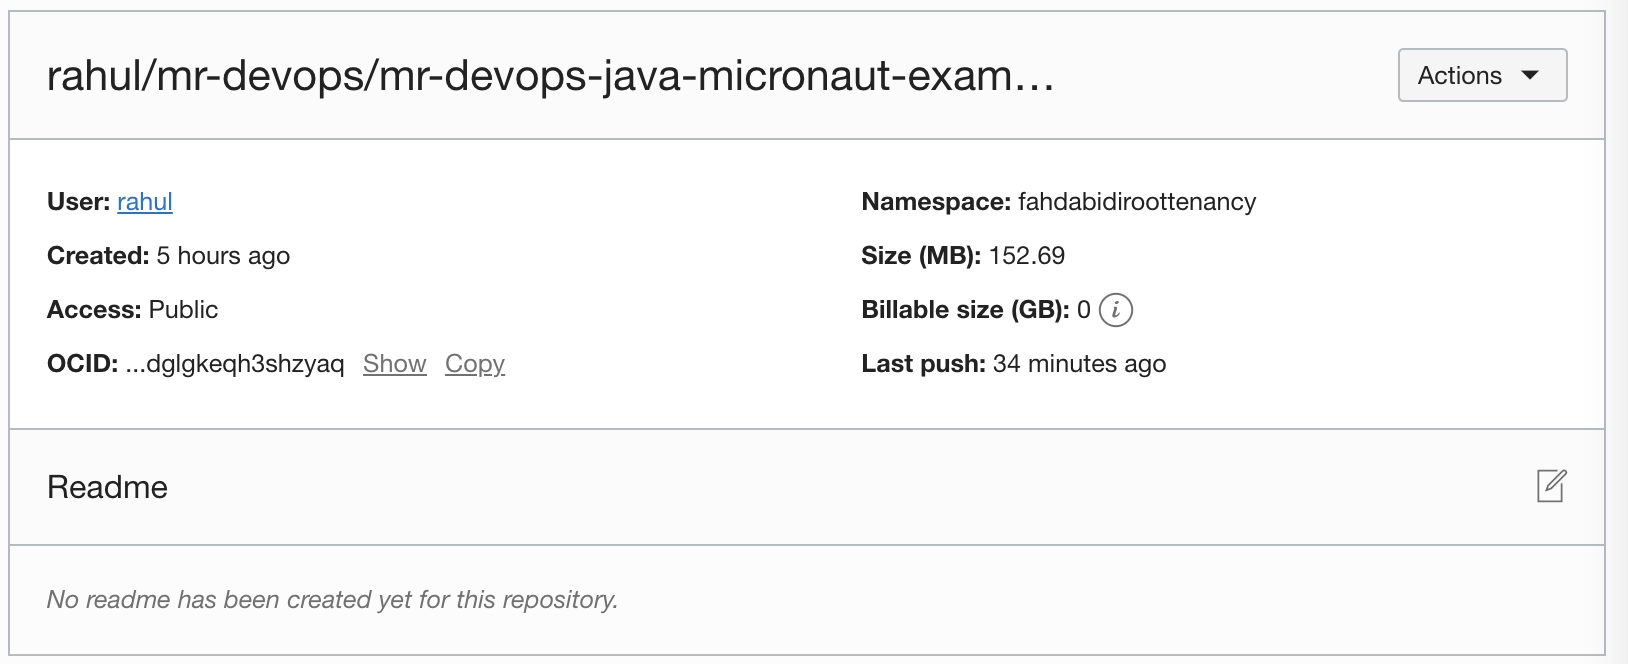 rahul/mr-devops/mr-devops-java-micronaut-exam...
Actions
User: rahul
Created: 5 hours ago
Access: Public
OCID: ...dglgkeqh3shzyaq Show Copy
Namespace: fahdabidiroottenancy
Size (MB): 152.69
Billable size (GB): 0 i
Last push: 34 minutes ago
Readme
No readme has been created yet for this repository.